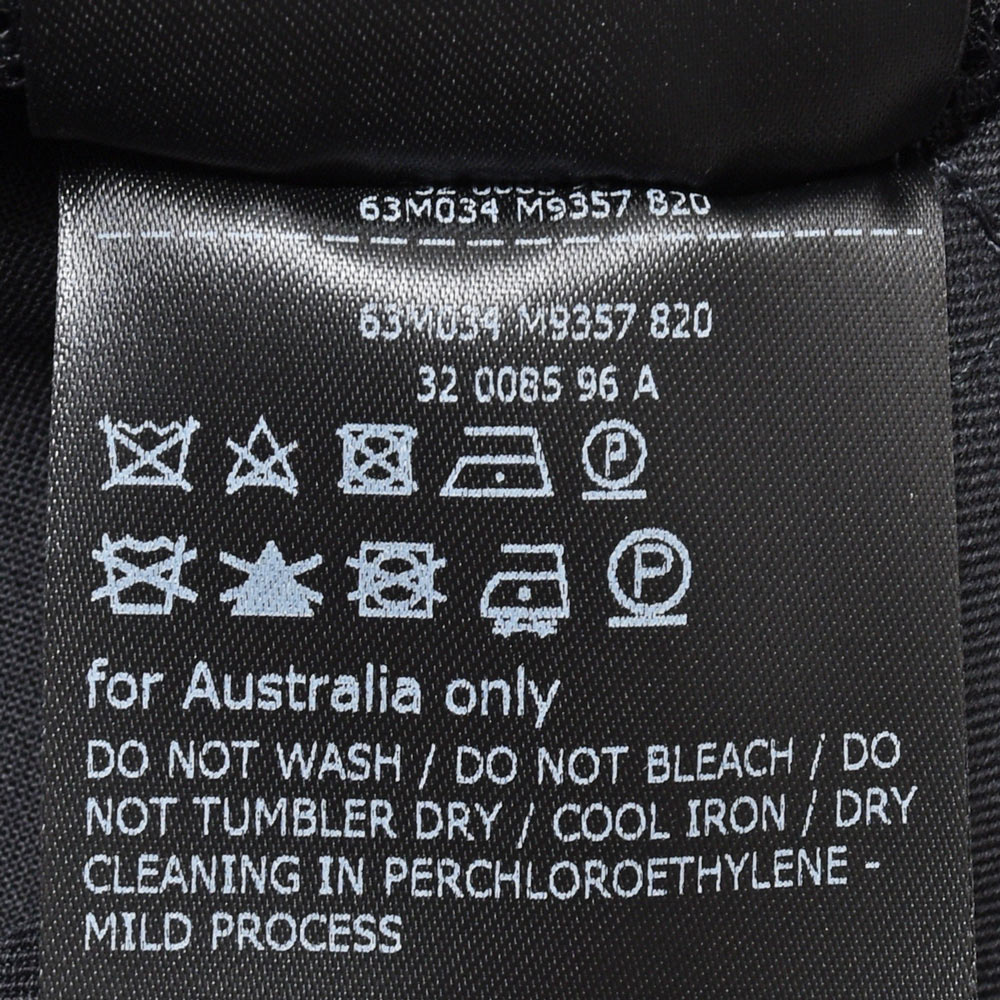 63M034 M9357 820
63M034 M9357 820
32 0085 96 A
P
P
for Australia only
DO NOT WASH / DO NOT BLEACH / DO
NOT TUMBLER DRY / COOL IRON / DRY
CLEANING IN PERCHLOROETHYLENE -
MILD PROCESS